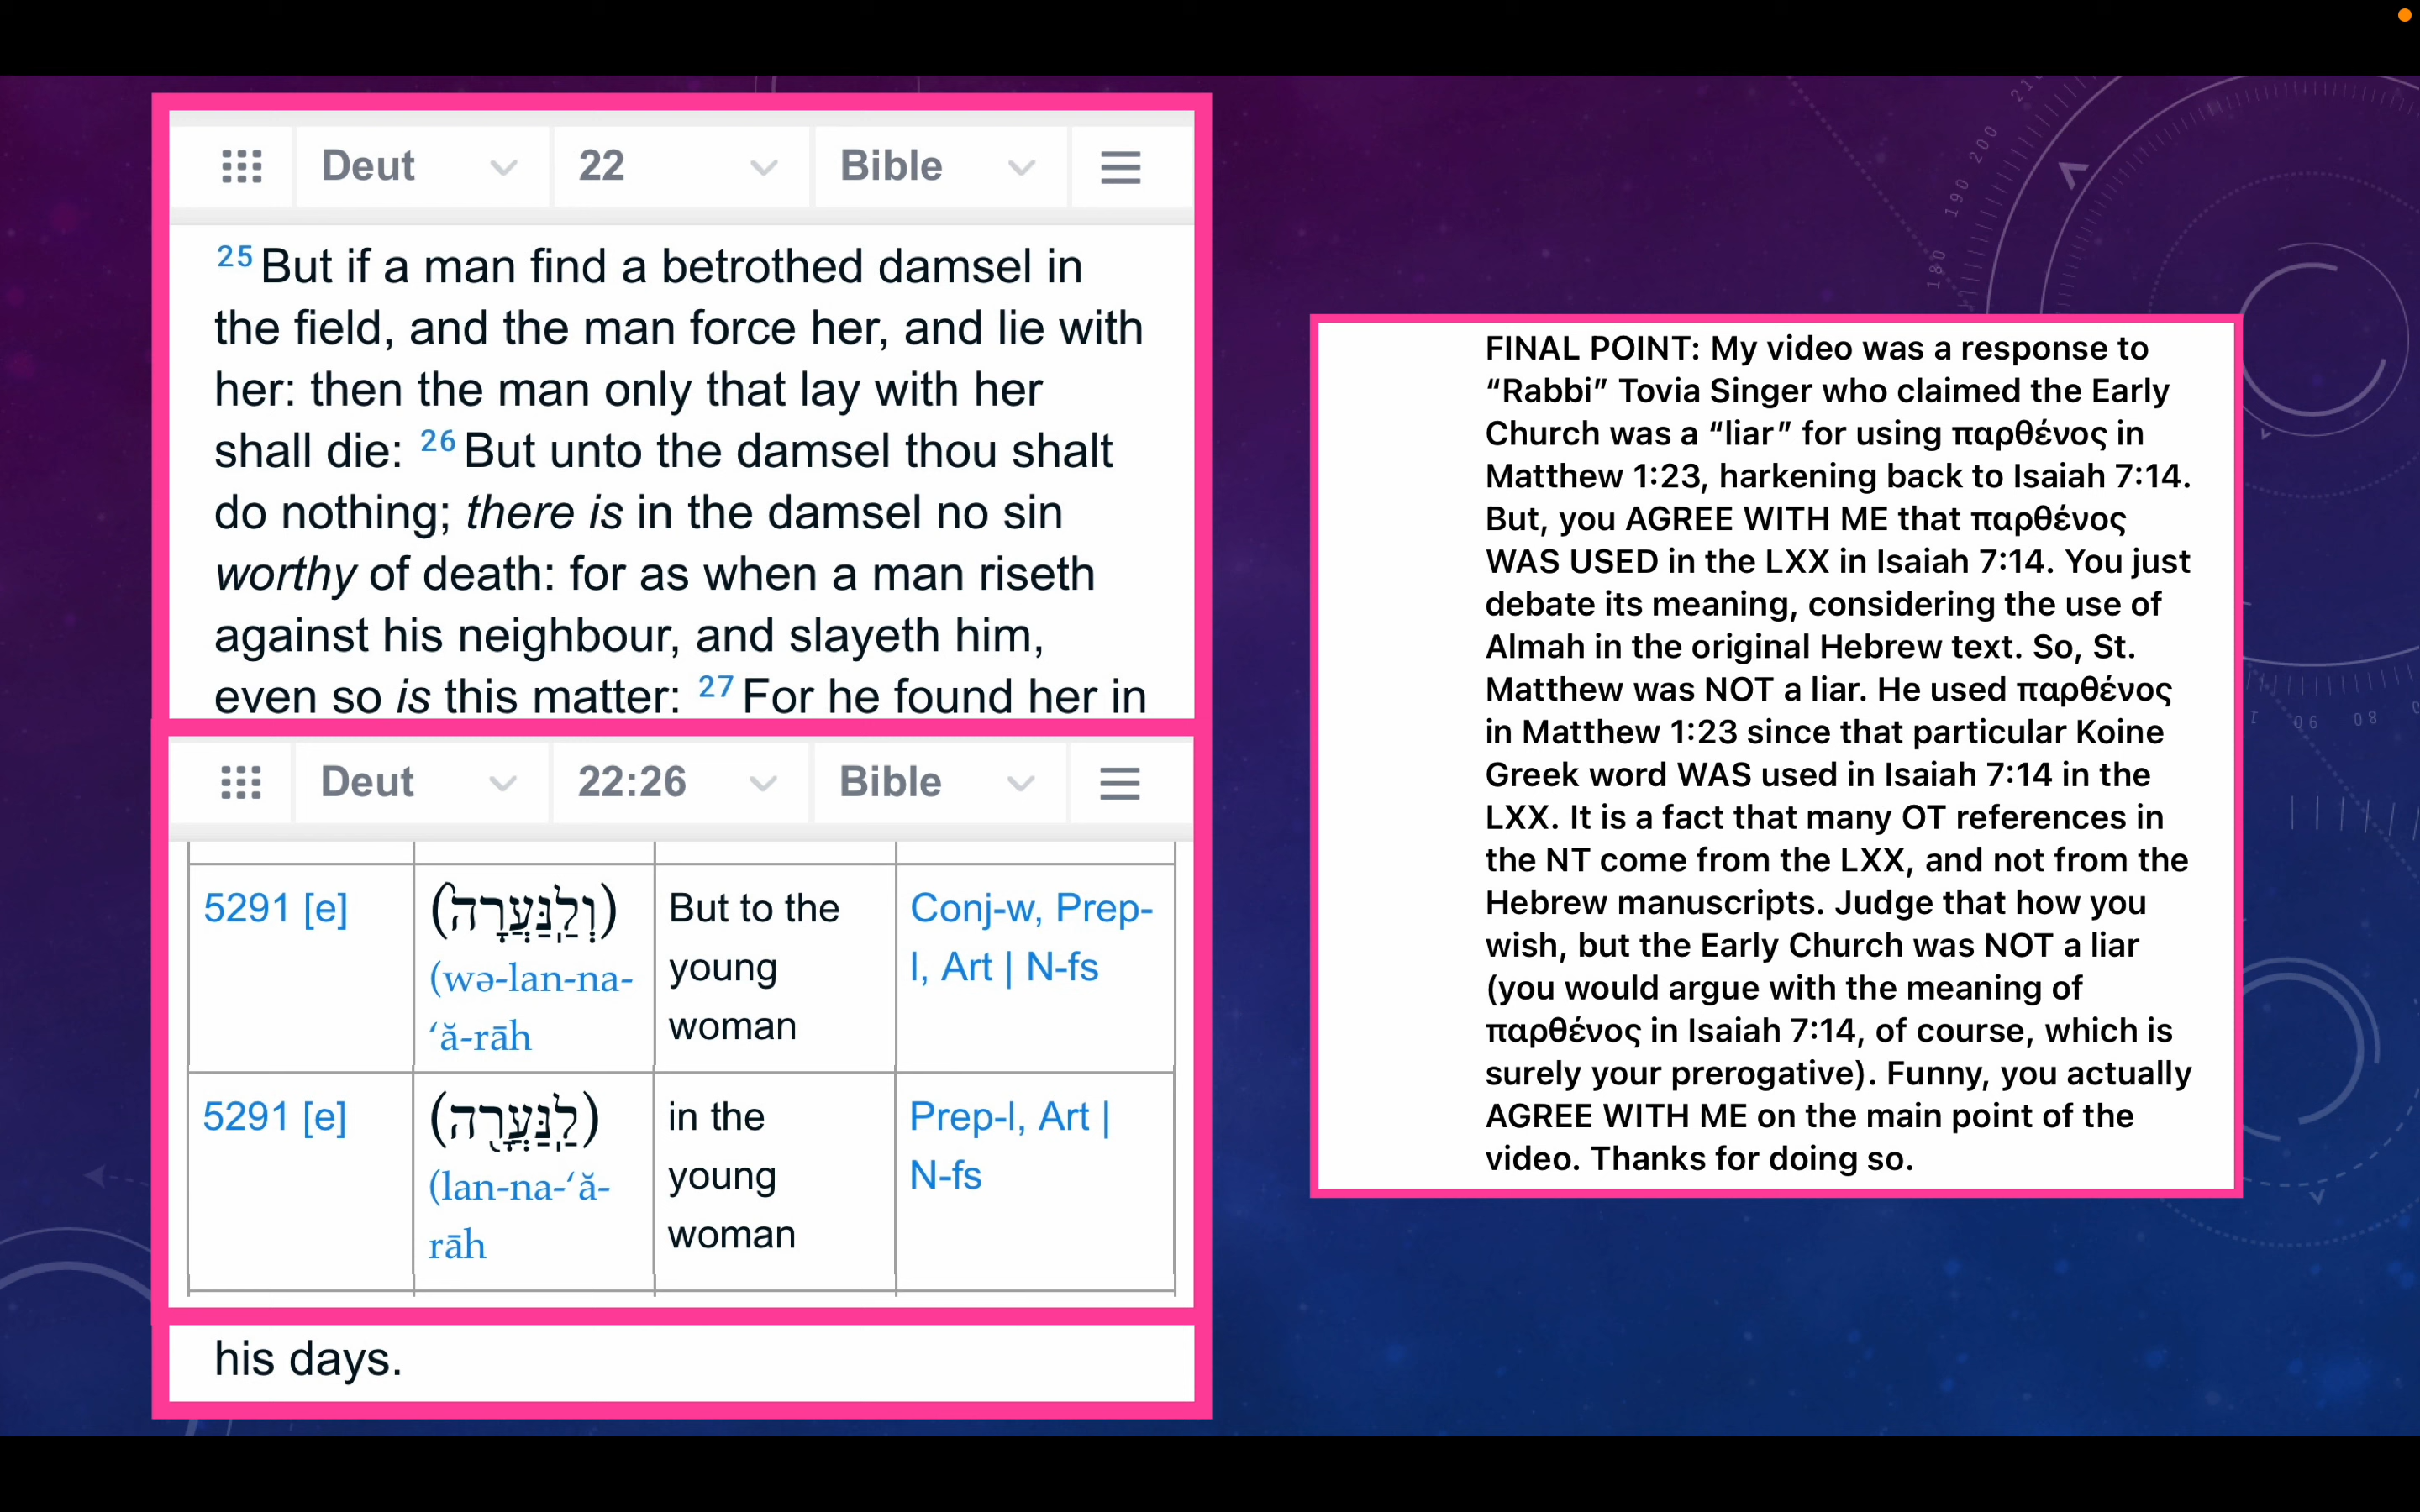 Deut 22 Bible
25 But if a man find a betrothed damsel in
the field, and the man force her, and lie with
her: then the man only that lay with her
shall die: 26 But unto the damsel thou shalt
do nothing; there is in the damsel no sin
worthy of death: for as when a man riseth
against his neighbour, and slayeth him,
even so is this matter: 27 For he found her in
Deut 22:26 Bible
5291 [e] (וְלַֽנַּעֲרָה֙) But to the Conj-w, Prep-
(wə-lan-na- young l, Art | N-fs
‘ă-rāh woman
5291 [e] (לַֽנַּעֲרָ֖ה) in the Prep-l, Art |
(lan-na-‘ă- young N-fs
rāh woman
his days.
FINAL POINT: My video was a response to
“Rabbi” Tovia Singer who claimed the Early
Church was a “liar” for using παρθένος in
Matthew 1:23, harkening back to Isaiah 7:14.
But, you AGREE WITH ME that παρθένος
WAS USED in the LXX in Isaiah 7:14. You just
debate its meaning, considering the use of
Almah in the original Hebrew text. So, St.
Matthew was NOT a liar. He used παρθένος
in Matthew 1:23 since that particular Koine
Greek word WAS used in Isaiah 7:14 in the
LXX. It is a fact that many OT references in
the NT come from the LXX, and not from the
Hebrew manuscripts. Judge that how you
wish, but the Early Church was NOT a liar
(you would argue with the meaning of
παρθένος in Isaiah 7:14, of course, which is
surely your prerogative). Funny, you actually
AGREE WITH ME on the main point of the
video. Thanks for doing so.
180 190 200
90 80